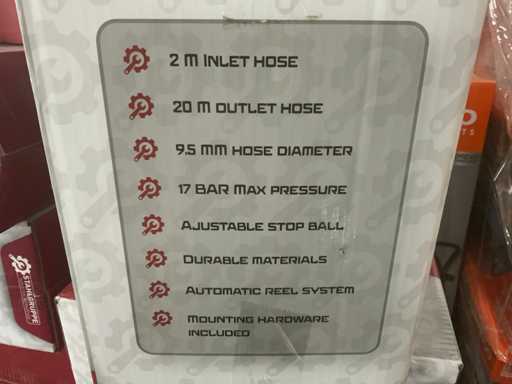 2 M INLET HOSE
20 M OUTLET HOSE
9.5 MM HOSE DIAMETER
17 BAR MAX PRESSURE
AJUSTABLE STOP BALL
DURABLE MATERIALS
AUTOMATIC REEL SYSTEM
MOUNTING HARDWARE
INCLUDED
STAHLGRUPPE